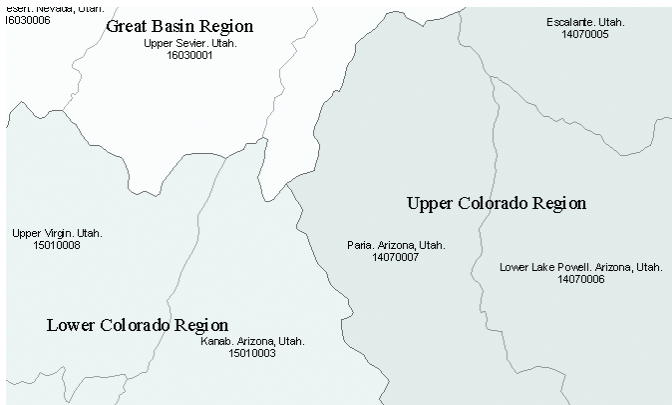 esert. Nevada, Utah.
16030006
Great Basin Region
Upper Sevier. Utah.
16030001
Escalante. Utah.
14070005
Upper Colorado Region
Upper Virgin. Utah.
15010008
Paria. Arizona, Utah.
14070007
Lower Lake Powell. Arizona, Utah.
14070006
Lower Colorado Region
Kanab. Arizona, Utah.
15010003